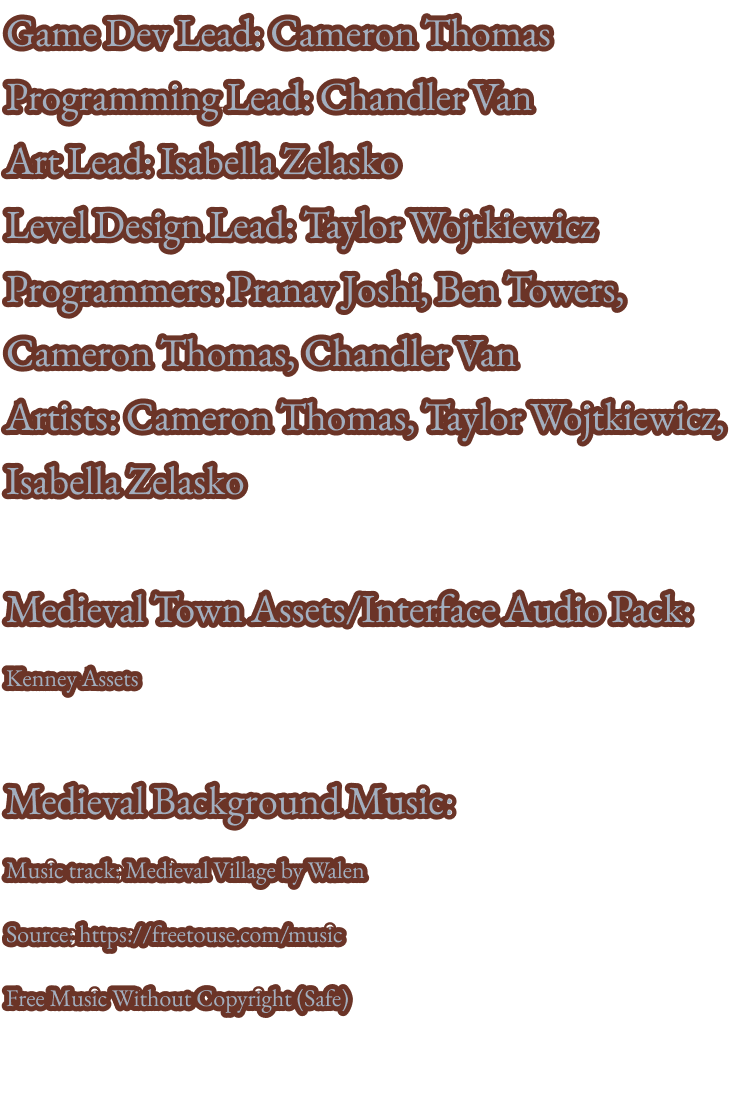 Game Dev Lead: Cameron Thomas
Programming Lead: Chandler Van
Art Lead: Isabella Zelasko
Level Design Lead: Taylor Wojtkiewicz
Programmers: Pranav Joshi, Ben Towers,
Cameron Thomas, Chandler Van
Artists: Cameron Thomas, Taylor Wojtkiewicz,
Isabella Zelasko
Medieval Town Assets/Interface Audio Pack:
Kenney Assets
Medieval Background Music:
Music track: Medieval Village by Walen
Source: https://freetouse.com/music
Free Music Without Copyright (Safe)